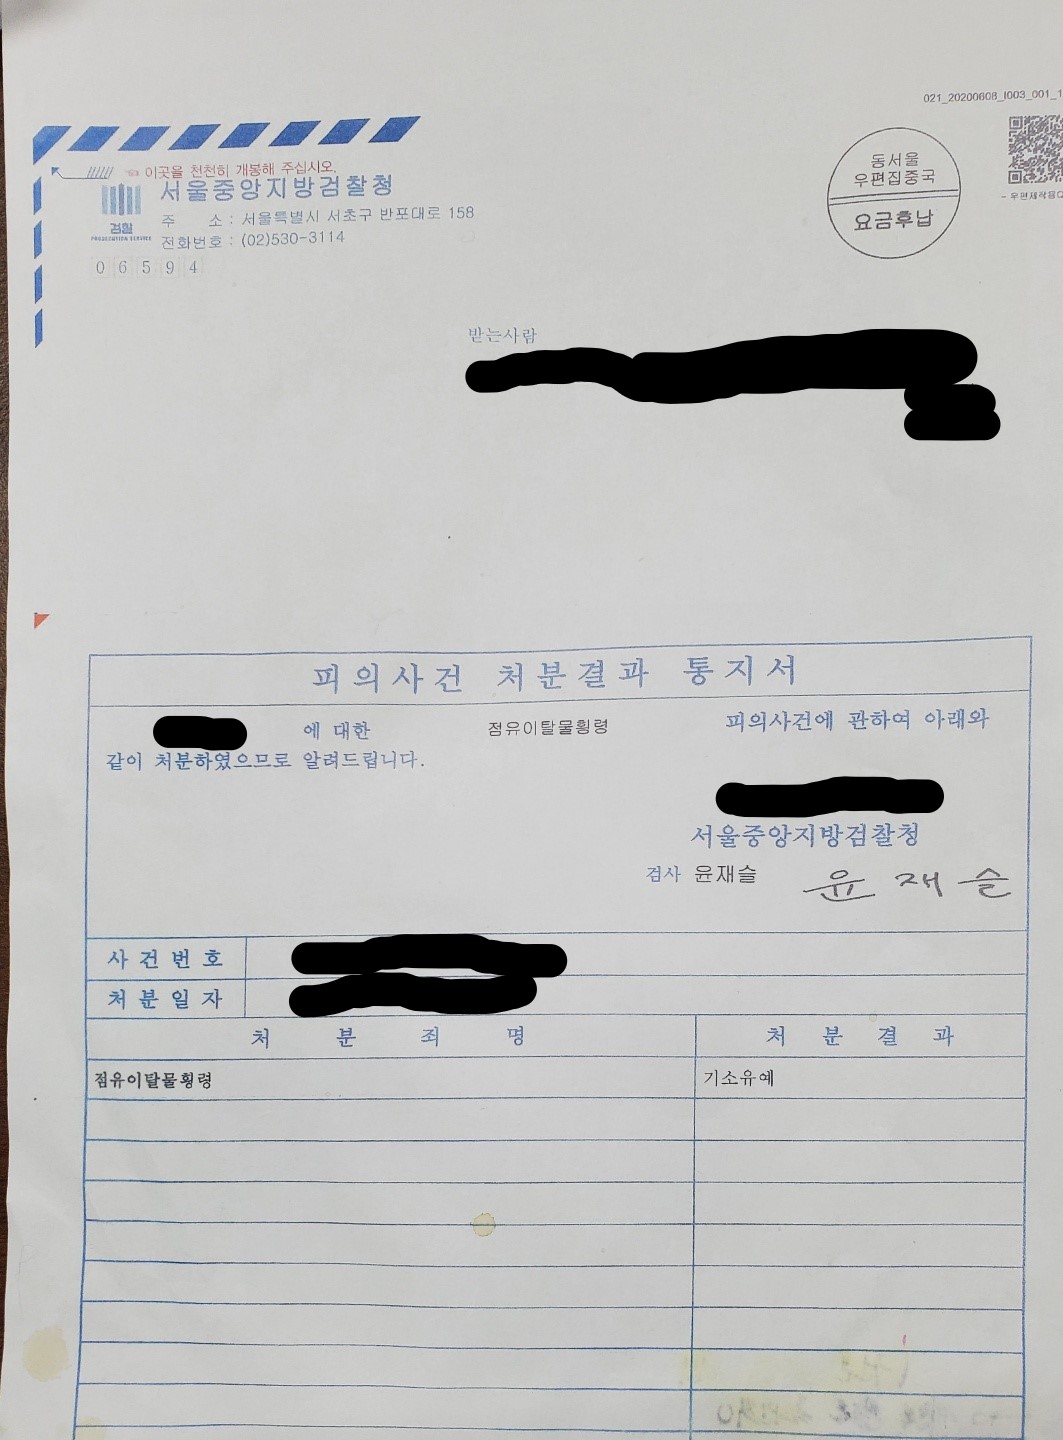 021_20200608_I003_001_1
이곳을 천천히 개봉해 주십시오.
서울중앙지방검찰청
주 소 : 서울특별시 서초구 반포대로 158
전화번호 : (02)530-3114
검찰
PROSECUTION SERVICE
0 6 5 9 4
동서울
우편집중국
요금후납
- 우편제작용Q
받는사람
피의사건 처분결과 통지서
에 대한 점유이탈물횡령 피의사건에 관하여 아래와
같이 처분하였으므로 알려드립니다.
서울중앙지방검찰청
검사 윤재슬 윤재슬
사건번호
처분일자
처분죄명 처분결과
점유이탈물횡령 기소유예